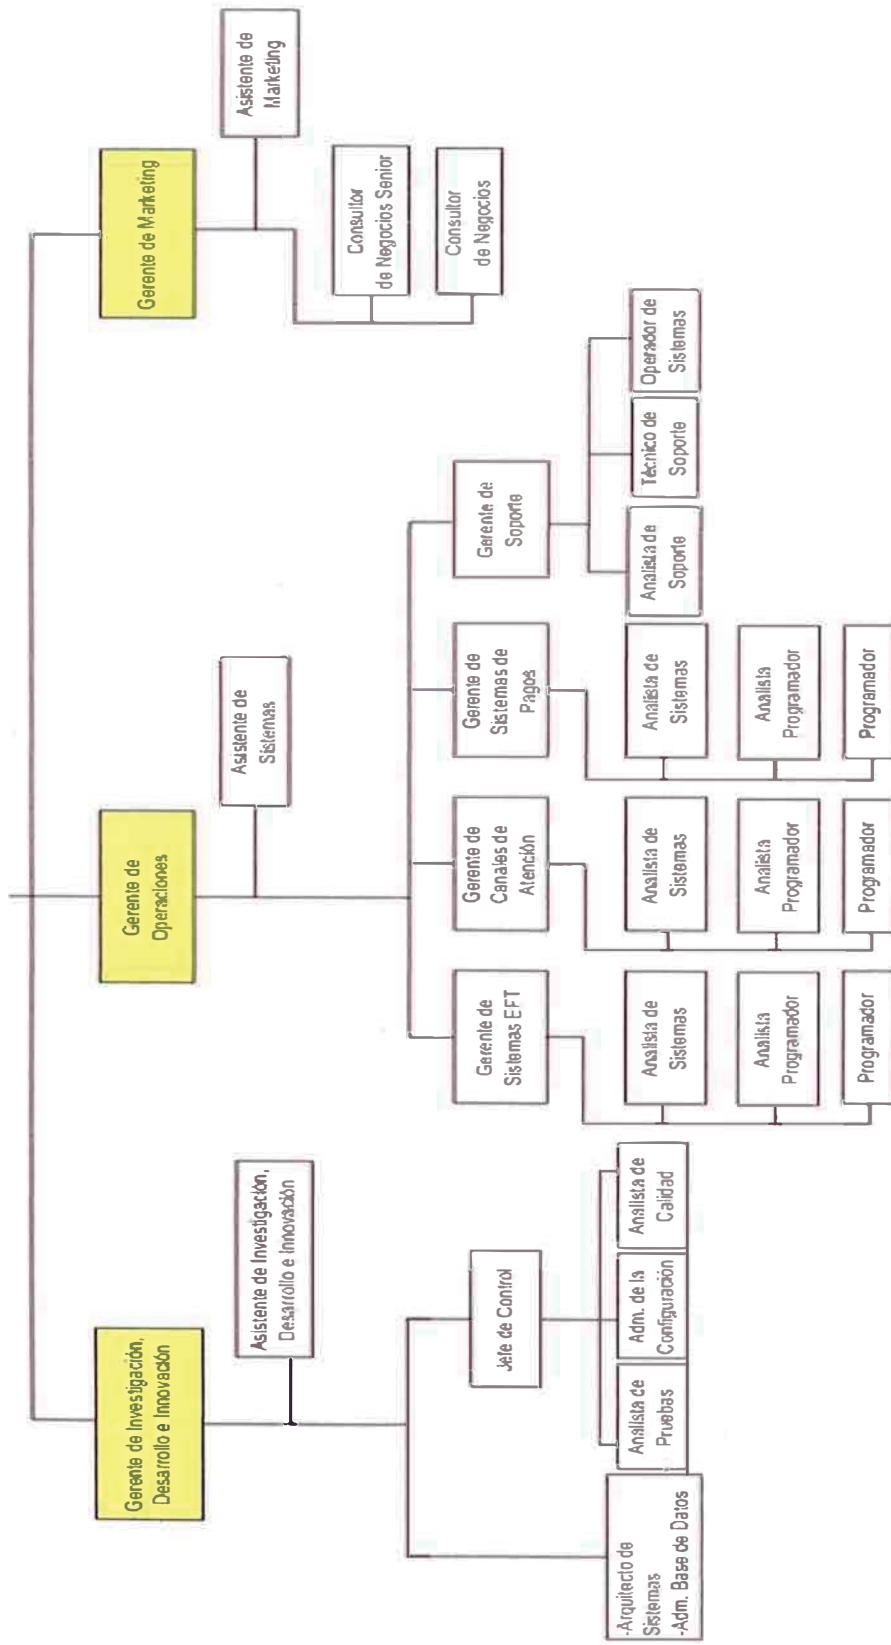 Gerente de Investigación,
Desarrollo e Innovación
Gerente de
Operaciones
Gerente de Marketing
Asistente de Investigación,
Desarrollo e Innovación
Asistente de
Sistemas
Asistente de
Marketing
Consultor
de Negocios Senior
Consultor
de Negocios
Jefe de Control
Gerente de
Sistemas EFT
Gerente de
Canales de
Atención
Gerente de
Sistemas de
Pagos
Gerente de
Soporte
-Arquitecto de
Sistemas
-Adm. Base de Datos
Analista de
Pruebas
Adm. de la
Configuración
Analista de
Calidad
Analista de
Sistemas
Analista de
Sistemas
Analista de
Sistemas
Analista de
Soporte
Técnico de
Soporte
Operador de
Sistemas
Analista
Programador
Analista
Programador
Analista
Programador
Programador
Programador
Programador